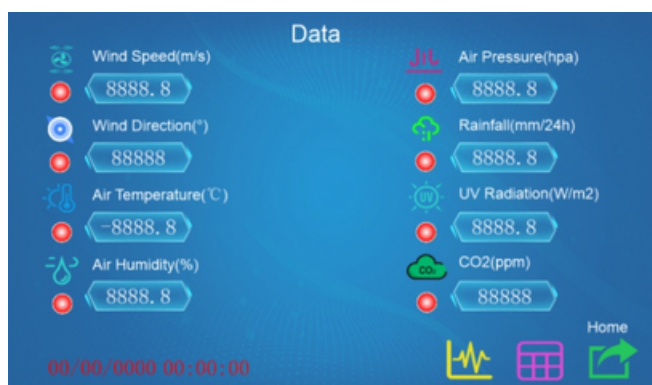 Data
Wind Speed(m/s)
8888.8
Air Pressure(hpa)
8888.8
Wind Direction(°)
88888
Rainfall(mm/24h)
8888.8
Air Temperature(℃)
-8888.8
UV Radiation(W/m2)
UV
8888.8
Air Humidity(%)
8888.8
CO2(ppm)
CO₂
88888
Home
00/00/0000 00:00:00